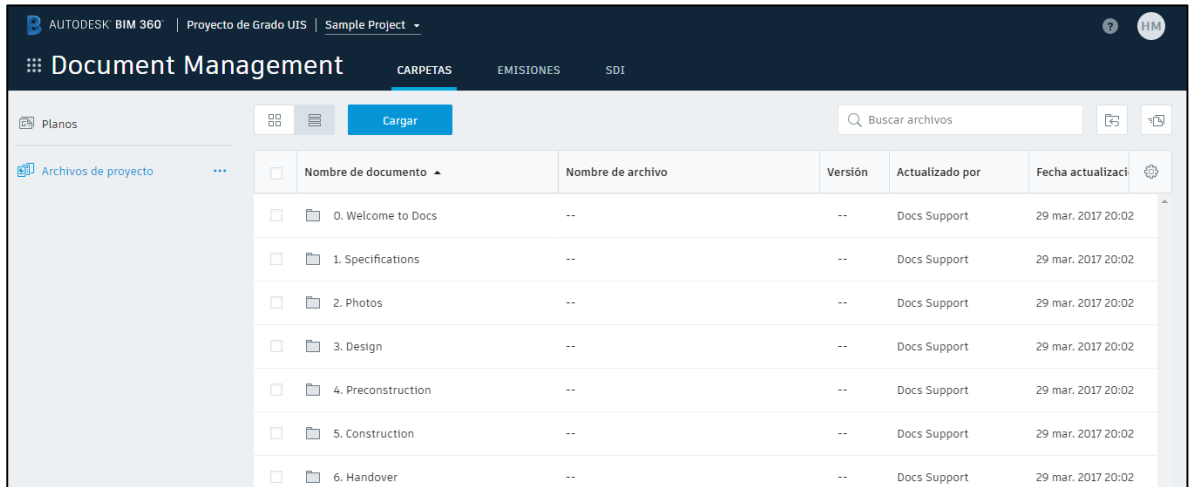 AUTODESK® BIM 360® | Proyecto de Grado UIS | Sample Project
? HM
Document Management CARPETAS EMISIONES SDI
Planos Cargar Buscar archivos
Archivos de proyecto
Nombre de documento Nombre de archivo Versión Actualizado por Fecha actualizaci
0. Welcome to Docs -- -- Docs Support 29 mar. 2017 20:02
1. Specifications -- -- Docs Support 29 mar. 2017 20:02
2. Photos -- -- Docs Support 29 mar. 2017 20:02
3. Design -- -- Docs Support 29 mar. 2017 20:02
4. Preconstruction -- -- Docs Support 29 mar. 2017 20:02
5. Construction -- -- Docs Support 29 mar. 2017 20:02
6. Handover -- -- Docs Support 29 mar. 2017 20:02